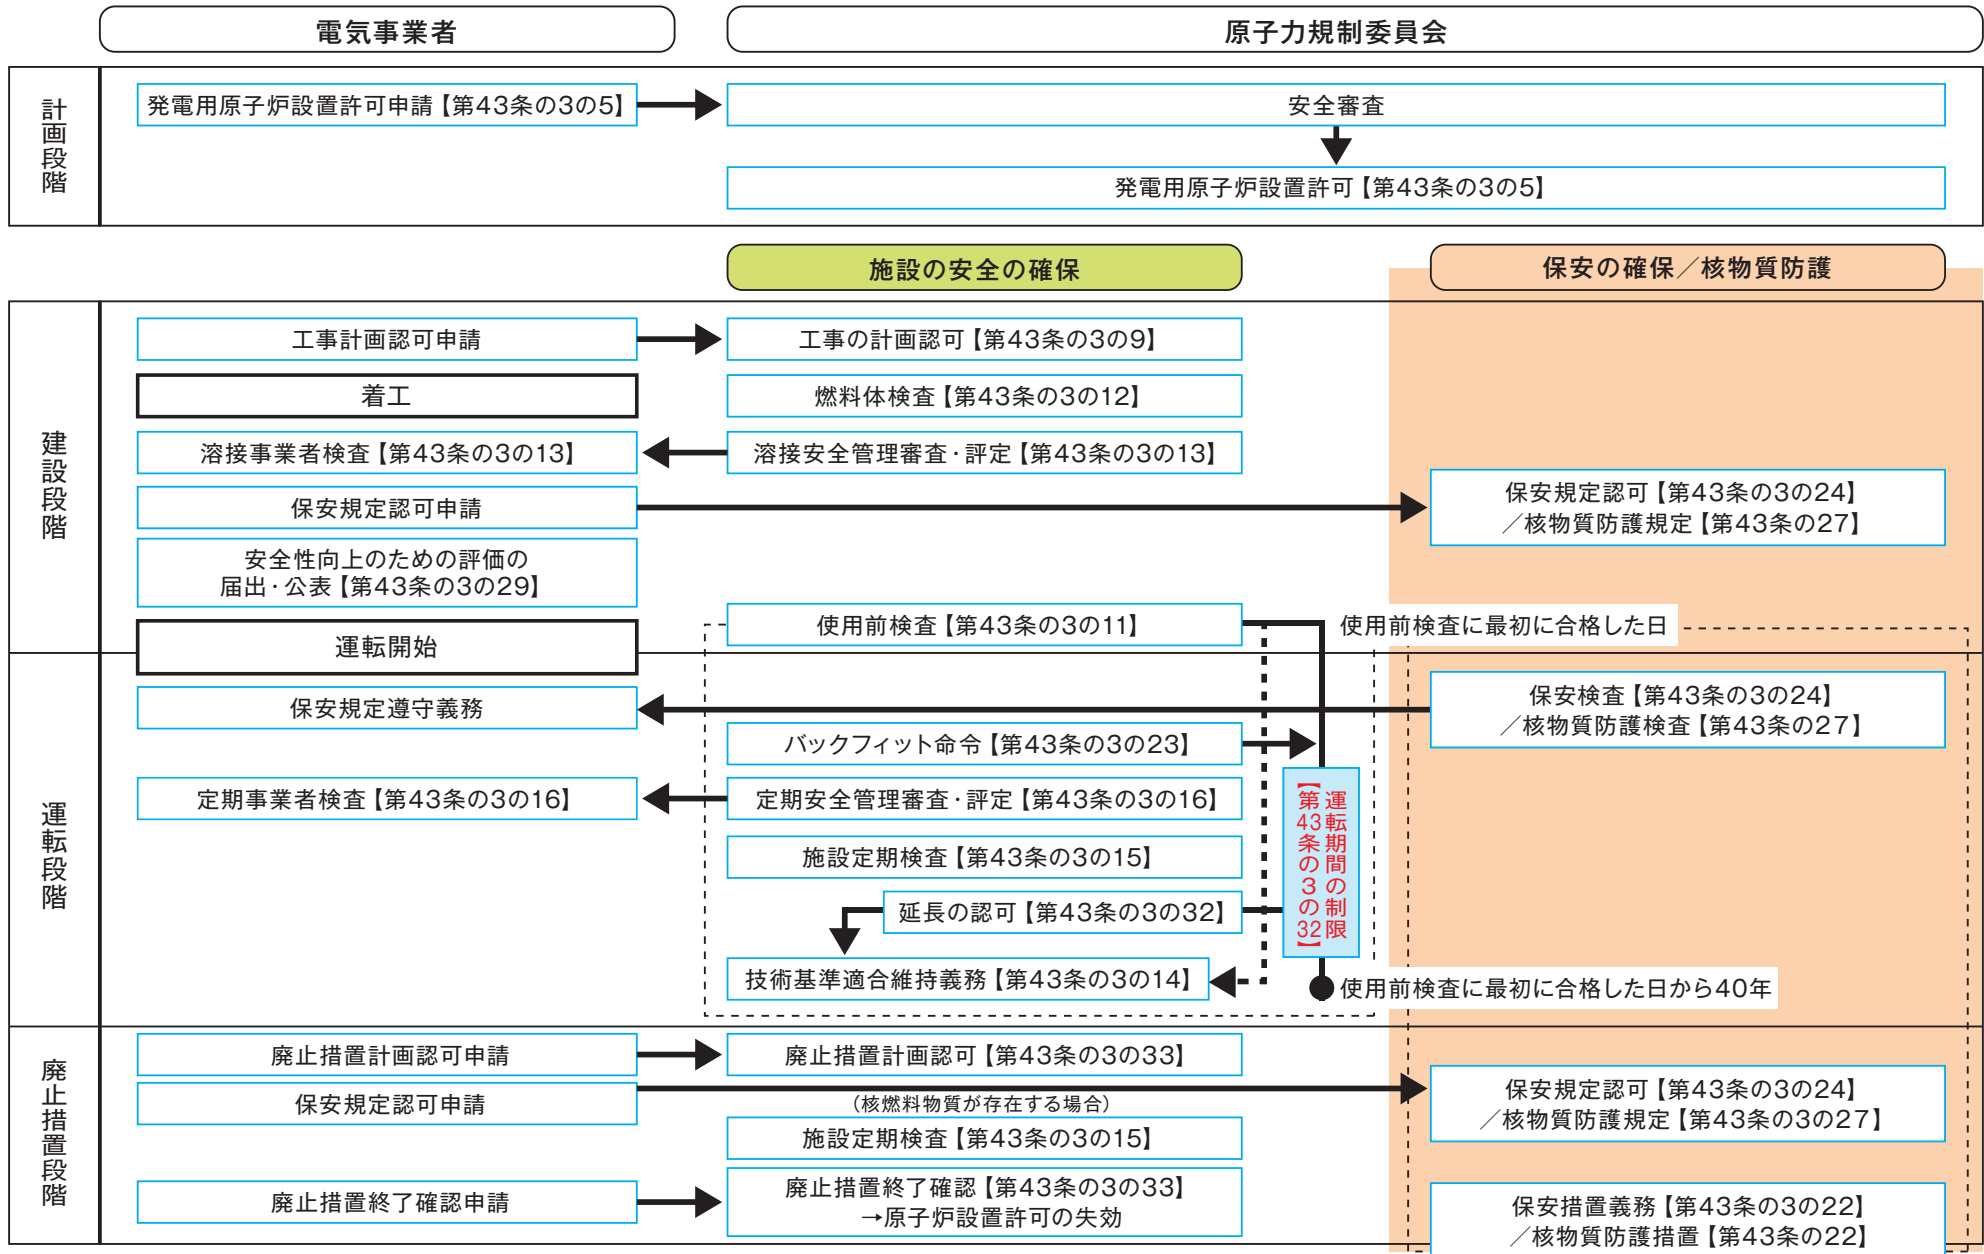 電気事業者
原子力規制委員会
計画段階
発電用原子炉設置許可申請【第43条の3の5】
安全審査
発電用原子炉設置許可【第43条の3の5】
施設の安全の確保
保安の確保／核物質防護
建設段階
工事計画認可申請
工事の計画認可【第43条の3の9】
着工
燃料体検査【第43条の3の12】
溶接事業者検査【第43条の3の13】
溶接安全管理審査・評定【第43条の3の13】
保安規定認可申請
保安規定認可【第43条の3の24】
／核物質防護規定【第43条の27】
安全性向上のための評価の
届出・公表【第43条の3の29】
使用前検査【第43条の3の11】
使用前検査に最初に合格した日
運転開始
運転段階
保安規定遵守義務
保安検査【第43条の3の24】
／核物質防護検査【第43条の27】
バックフィット命令【第43条の3の23】
定期事業者検査【第43条の3の16】
定期安全管理審査・評定【第43条の3の16】
運転期間の制限
【第43条の3の32】
施設定期検査【第43条の3の15】
延長の認可【第43条の3の32】
技術基準適合維持義務【第43条の3の14】
使用前検査に最初に合格した日から40年
廃止措置段階
廃止措置計画認可申請
廃止措置計画認可【第43条の3の33】
保安規定認可申請
（核燃料物質が存在する場合）
保安規定認可【第43条の3の24】
／核物質防護規定【第43条の3の27】
施設定期検査【第43条の3の15】
廃止措置終了確認申請
廃止措置終了確認【第43条の3の33】
→原子炉設置許可の失効
保安措置義務【第43条の3の22】
／核物質防護措置【第43条の22】